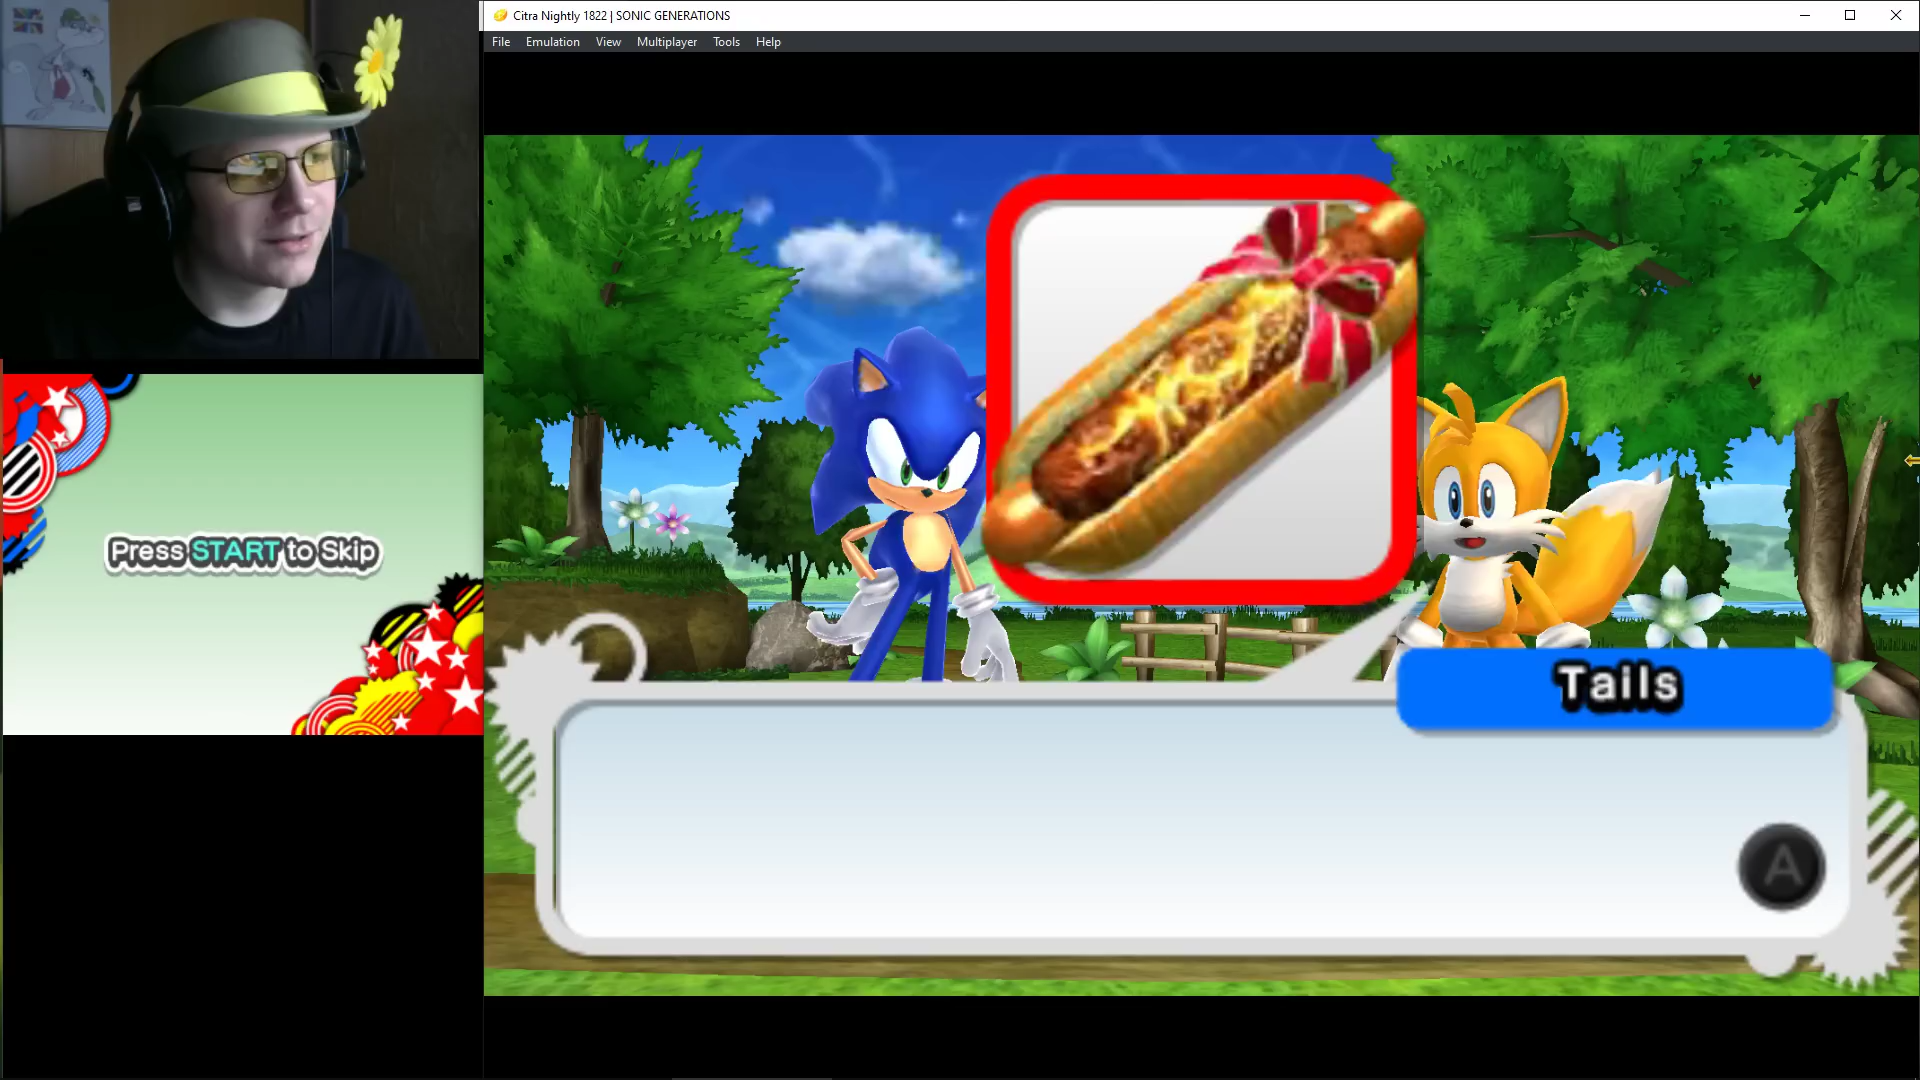 Citra Nightly 1822 | SONIC GENERATIONS
File Emulation View Multiplayer Tools Help
Press START to Skip
Tails
A